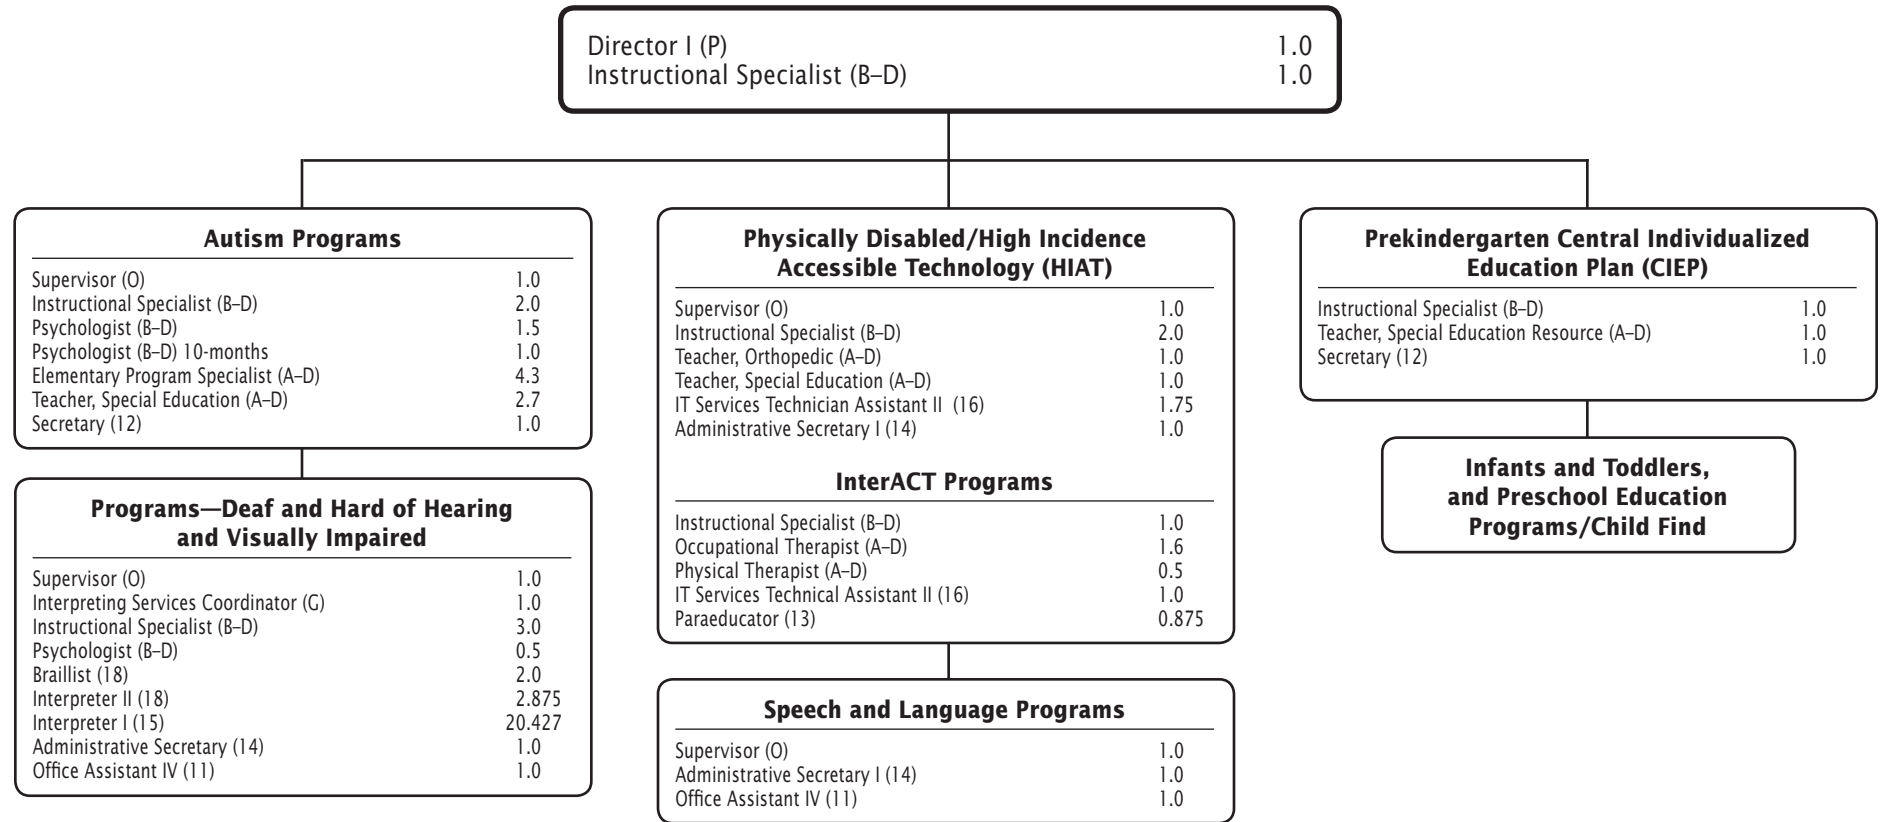 Director I (P) 1.0
Instructional Specialist (B–D) 1.0
Autism Programs
Supervisor (O) 1.0
Instructional Specialist (B–D) 2.0
Psychologist (B–D) 1.5
Psychologist (B–D) 10-months 1.0
Elementary Program Specialist (A–D) 4.3
Teacher, Special Education (A–D) 2.7
Secretary (12) 1.0
Programs—Deaf and Hard of Hearing
and Visually Impaired
Supervisor (O) 1.0
Interpreting Services Coordinator (G) 1.0
Instructional Specialist (B–D) 3.0
Psychologist (B–D) 0.5
Braillist (18) 2.0
Interpreter II (18) 2.875
Interpreter I (15) 20.427
Administrative Secretary (14) 1.0
Office Assistant IV (11) 1.0
Physically Disabled/High Incidence
Accessible Technology (HIAT)
Supervisor (O) 1.0
Instructional Specialist (B–D) 2.0
Teacher, Orthopedic (A–D) 1.0
Teacher, Special Education (A–D) 1.0
IT Services Technician Assistant II (16) 1.75
Administrative Secretary I (14) 1.0
InterACT Programs
Instructional Specialist (B–D) 1.0
Occupational Therapist (A–D) 1.6
Physical Therapist (A–D) 0.5
IT Services Technical Assistant II (16) 1.0
Paraeducator (13) 0.875
Speech and Language Programs
Supervisor (O) 1.0
Administrative Secretary I (14) 1.0
Office Assistant IV (11) 1.0
Prekindergarten Central Individualized
Education Plan (CIEP)
Instructional Specialist (B–D) 1.0
Teacher, Special Education Resource (A–D) 1.0
Secretary (12) 1.0
Infants and Toddlers,
and Preschool Education
Programs/Child Find